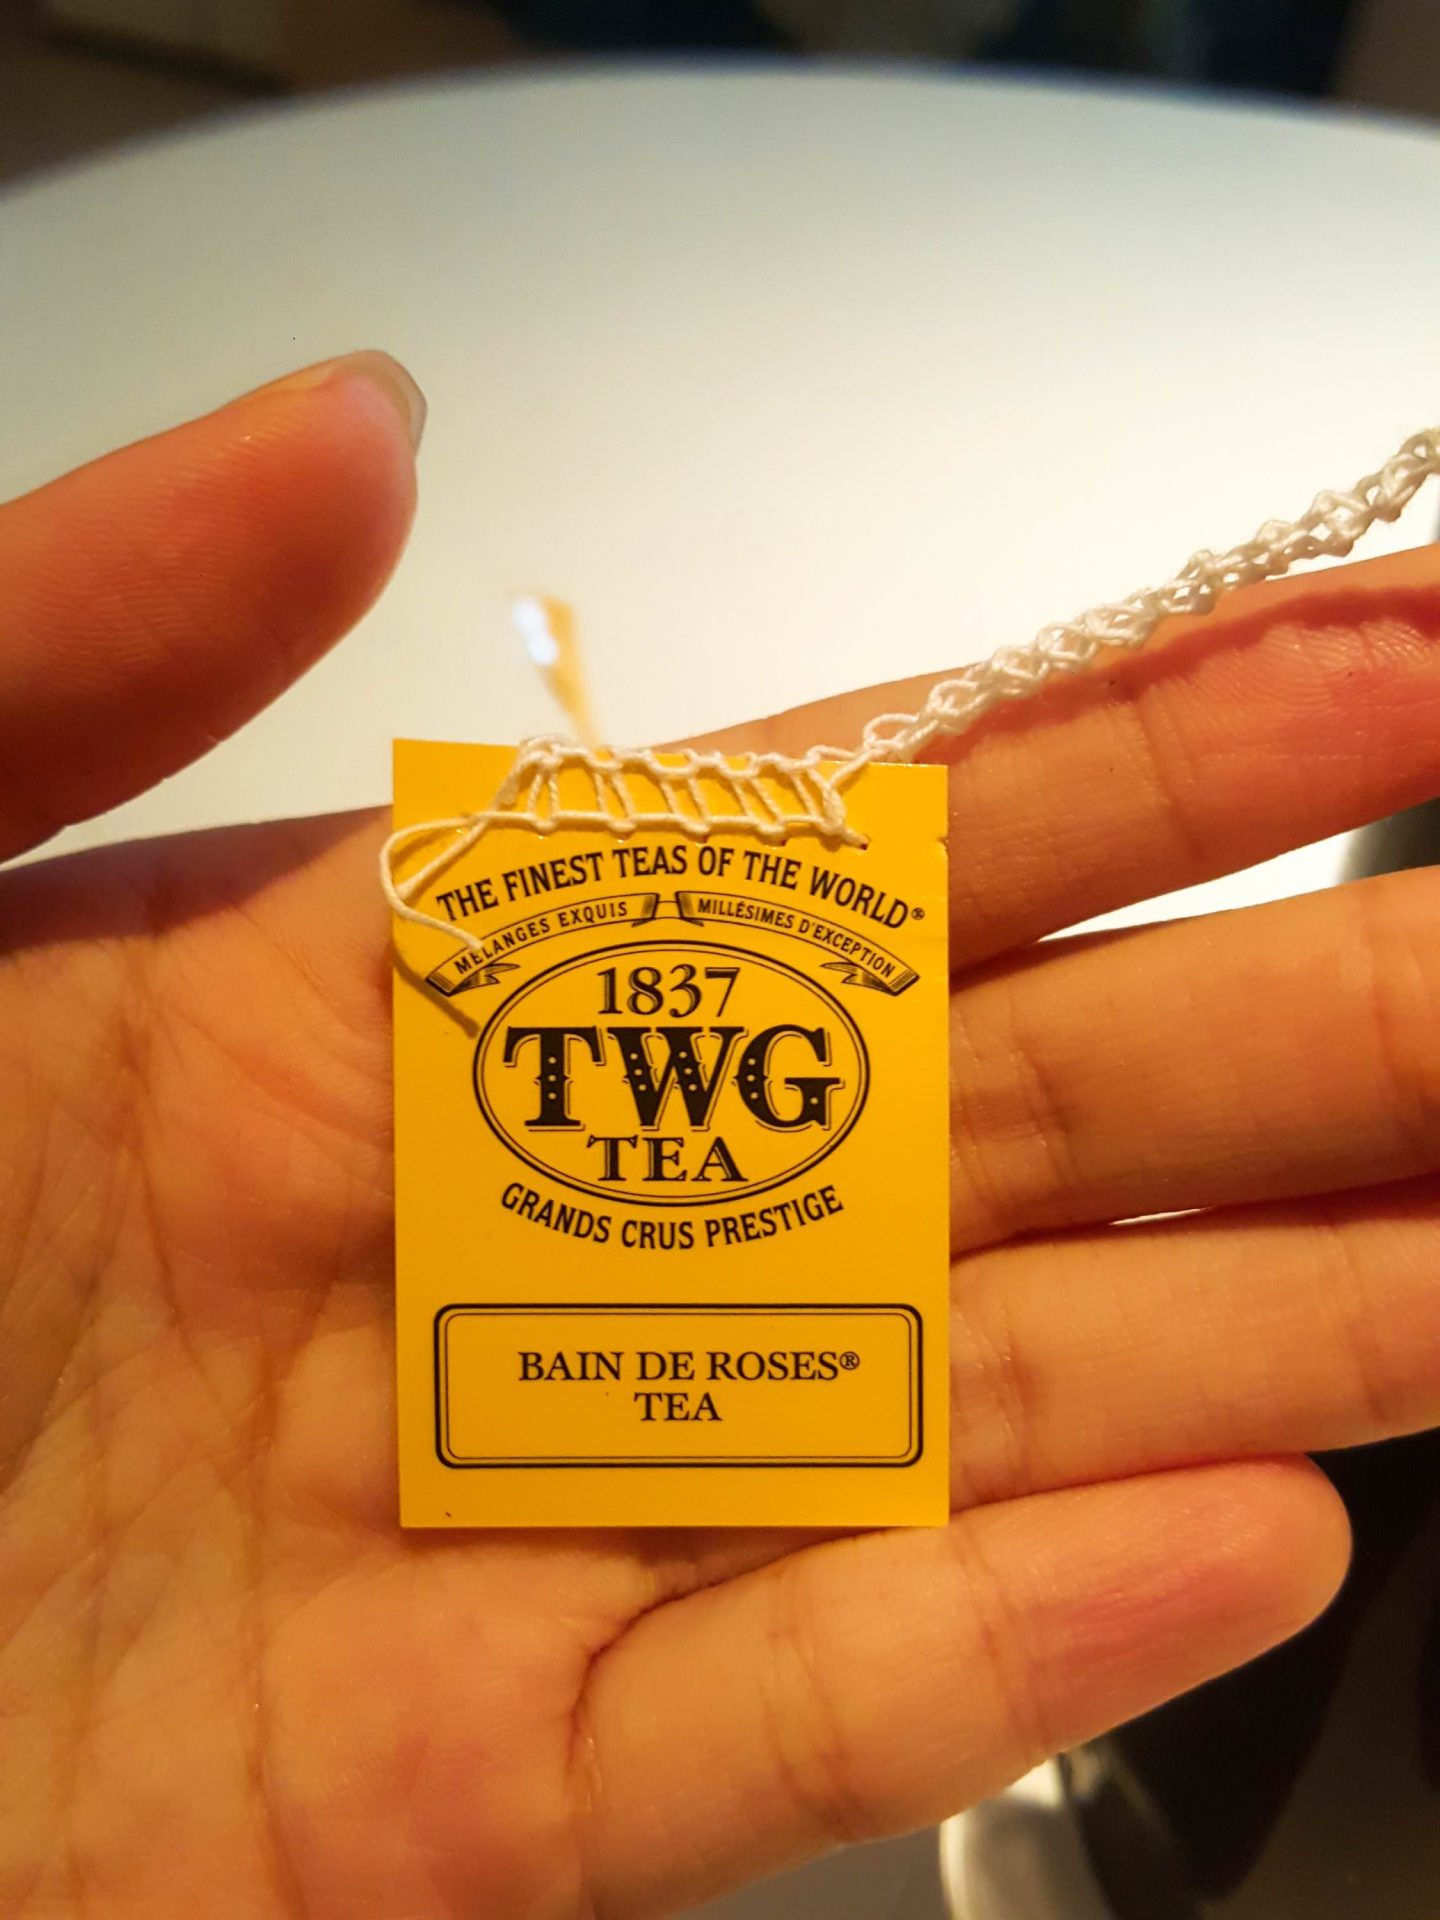 THE FINEST TEAS OF THE WORLD®
MÉLANGES EXQUIS MILLÉSIMES D'EXCEPTION
1837
TWG
TEA
GRANDS CRUS PRESTIGE
BAIN DE ROSES®
TEA